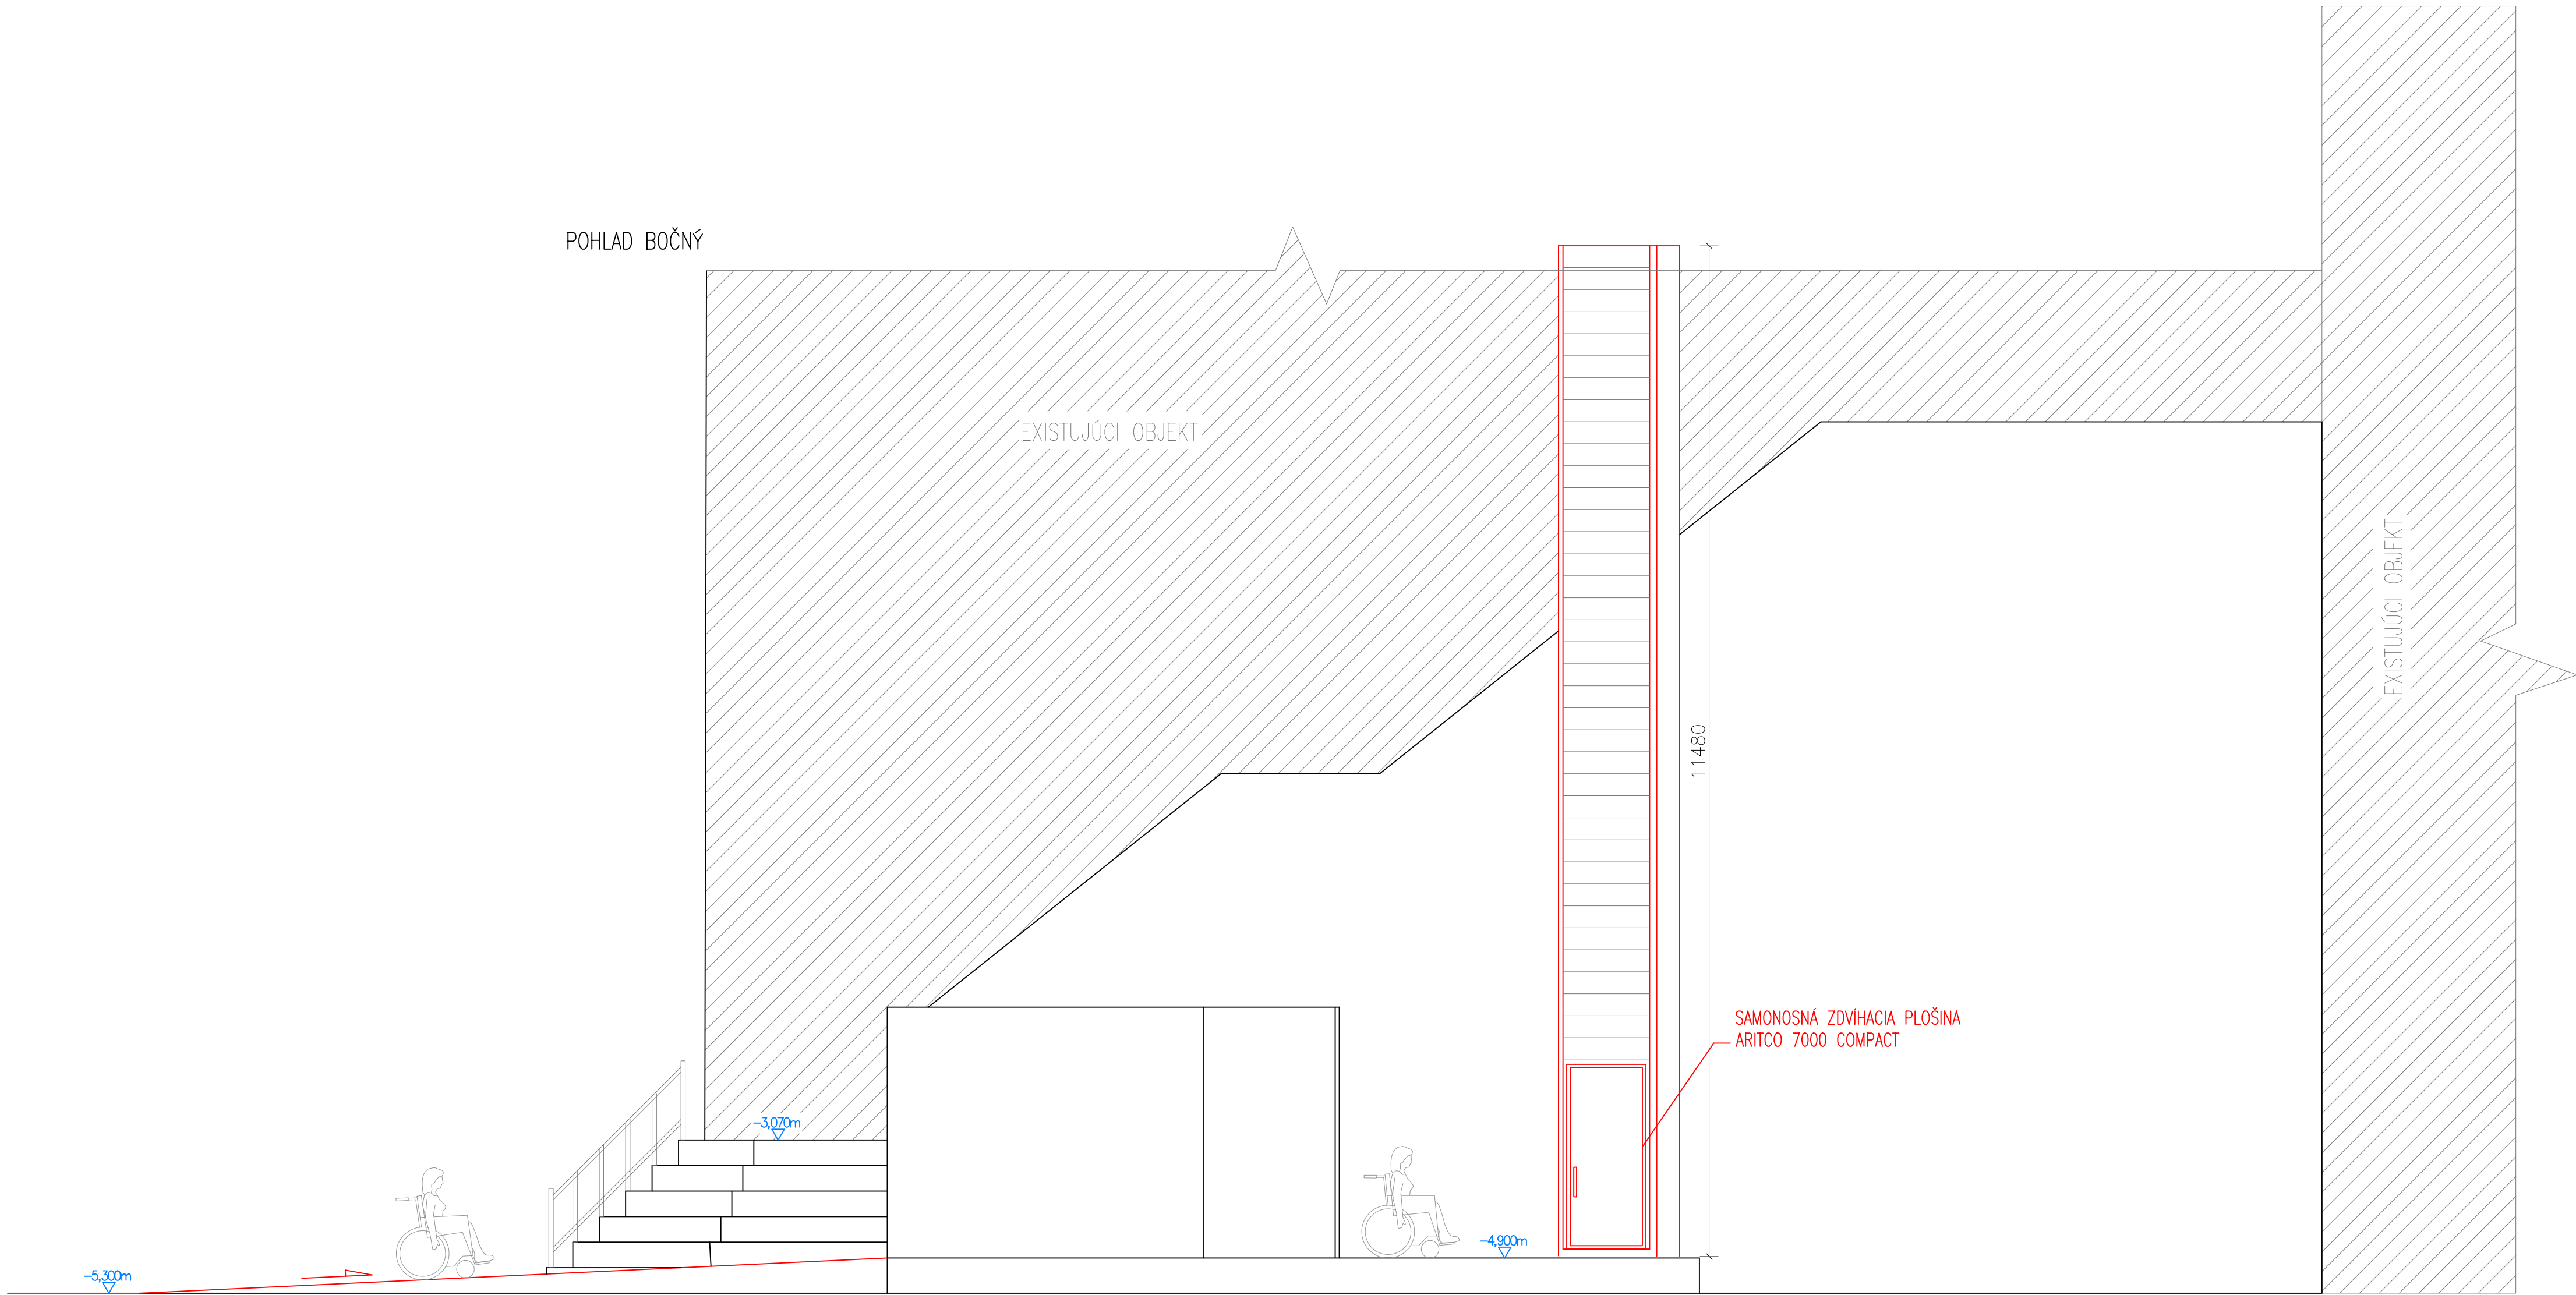 POHLAD BOČNÝ
EXISTUJÚCI OBJEKT
EXISTUJÚCI OBJEKT
11480
SAMONOSNÁ ZDVÍHACIA PLOŠINA
ARITCO 7000 COMPACT
-3,070m
-4,900m
-5,300m